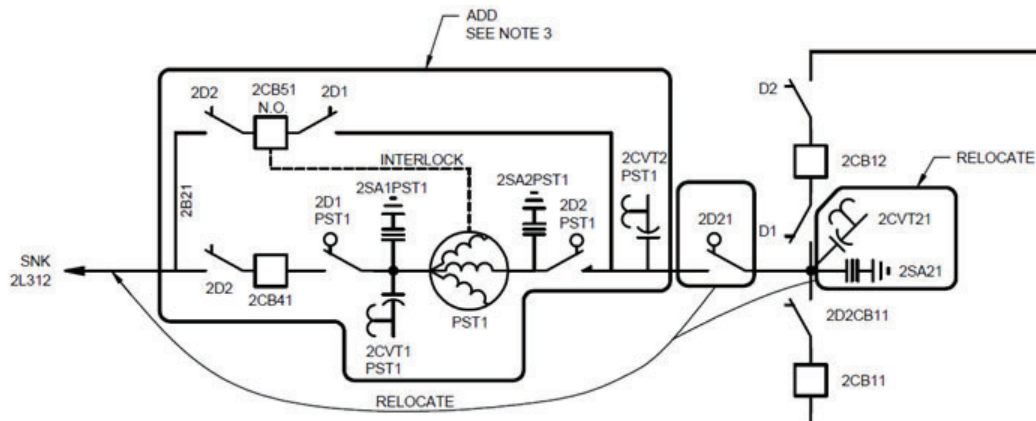 ADD
SEE NOTE 3
2D2
2CB51
N.O.
2D1
D2
INTERLOCK
2CVT2
PST1
2CB12
RELOCATE
2B21
2SA1PST1
2SA2PST1
2D1
PST1
2D2
PST1
2D21
D1
2CVT21
SNK
2L312
2D2
2CB41
2SA21
PST1
2D2CB11
2CVT1
PST1
2CB11
RELOCATE